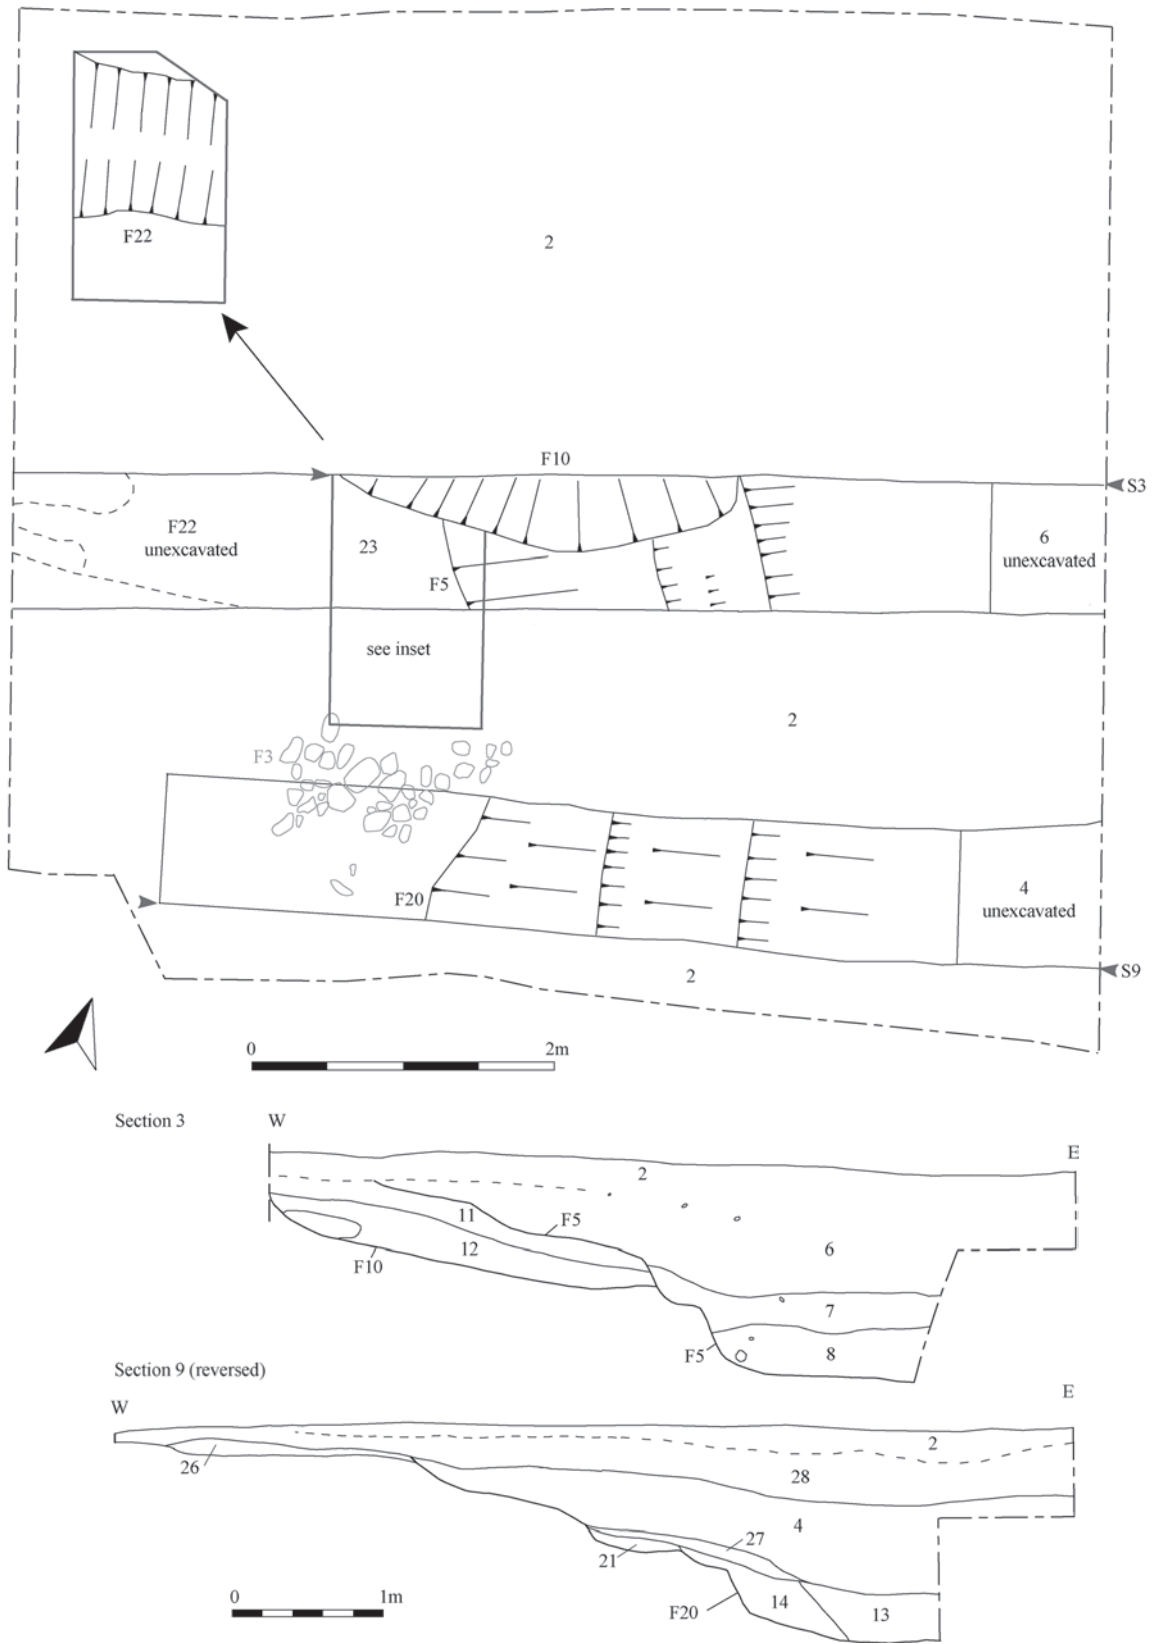 F22
2
F10
S3
F22
unexcavated
23
6
unexcavated
F5
see inset
2
F3
F20
4
unexcavated
2
S9
0 2m
Section 3 W
E
2
11
F5
12
6
F10
7
F5
8
Section 9 (reversed)
W E
2
26
28
4
27
21
0 1m
F20
14
13